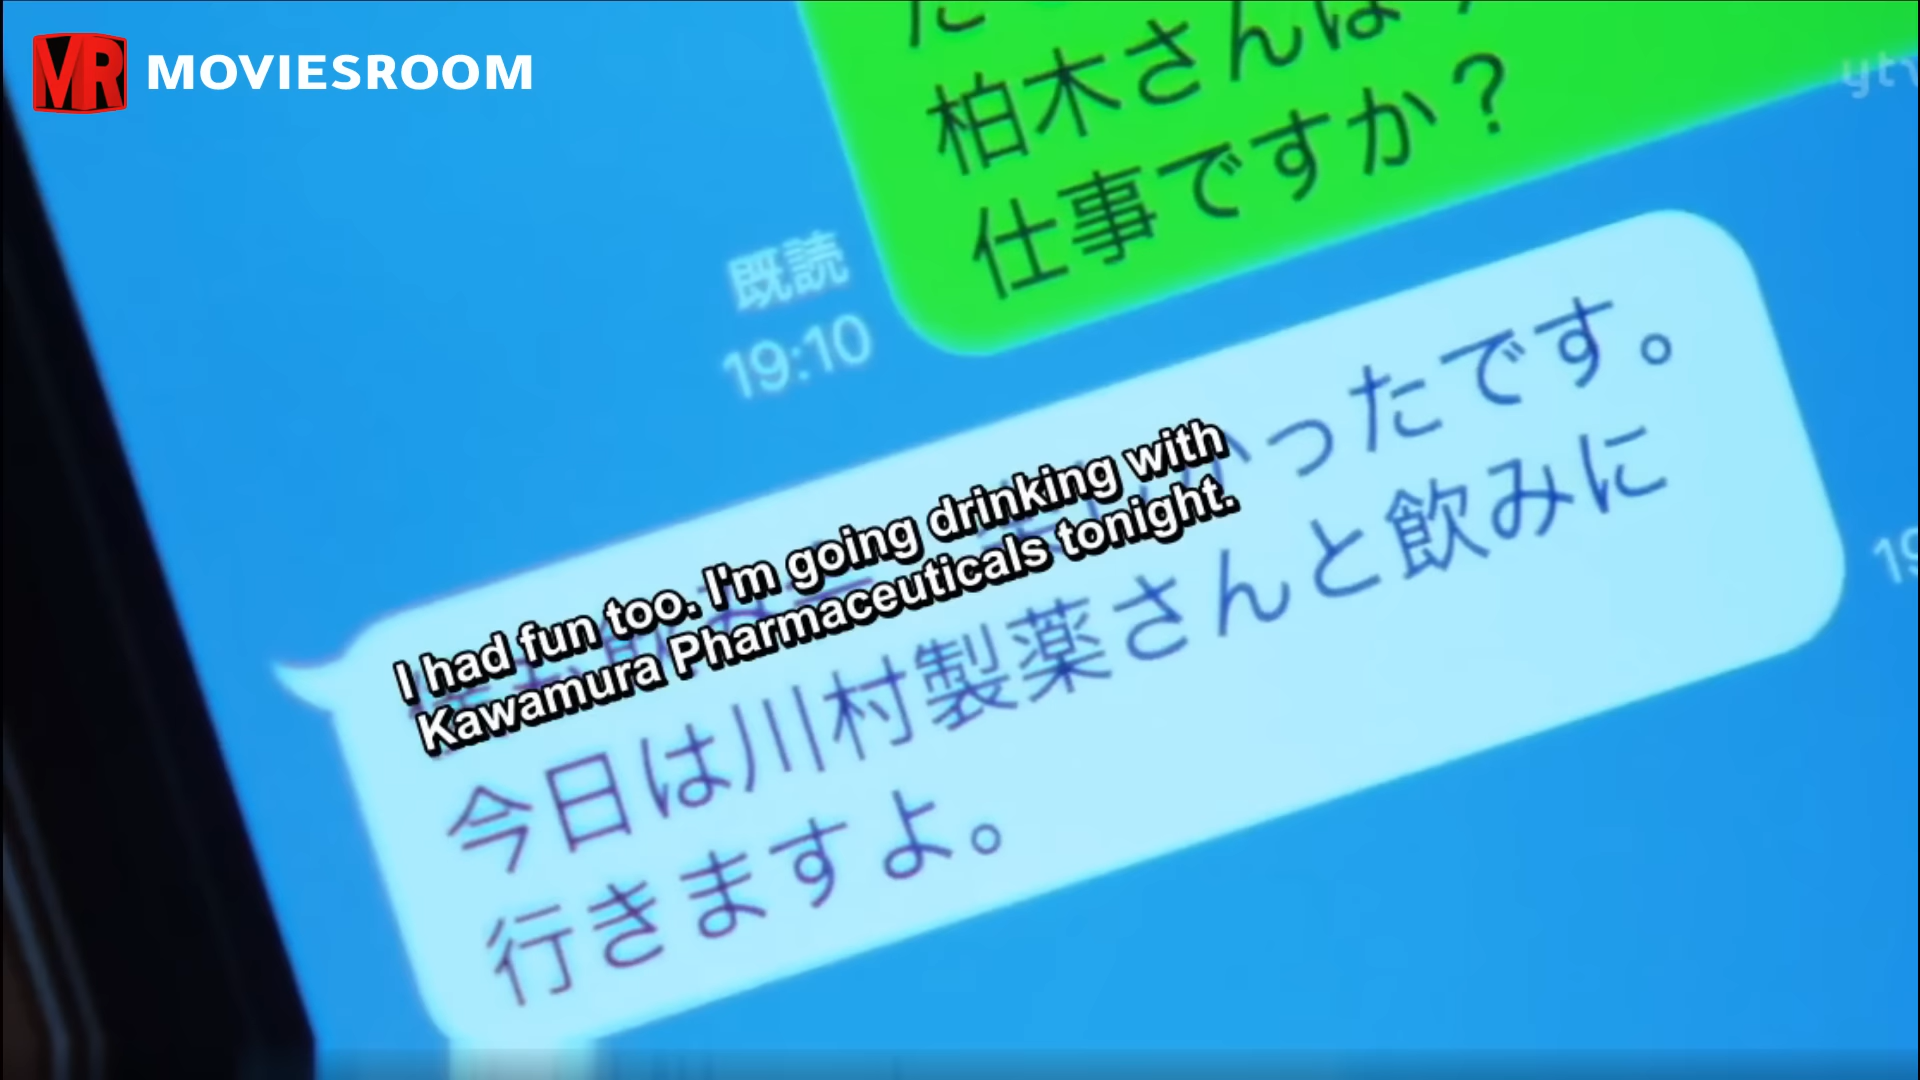 MOVIESROOM
柏木さんは?
仕事ですか?
既読
19:10
ytv
I had fun too. I'm going drinking with
Kawamura Pharmaceuticals tonight.
かったです。
今日は川村製薬さんと飲みに
行きますよ。